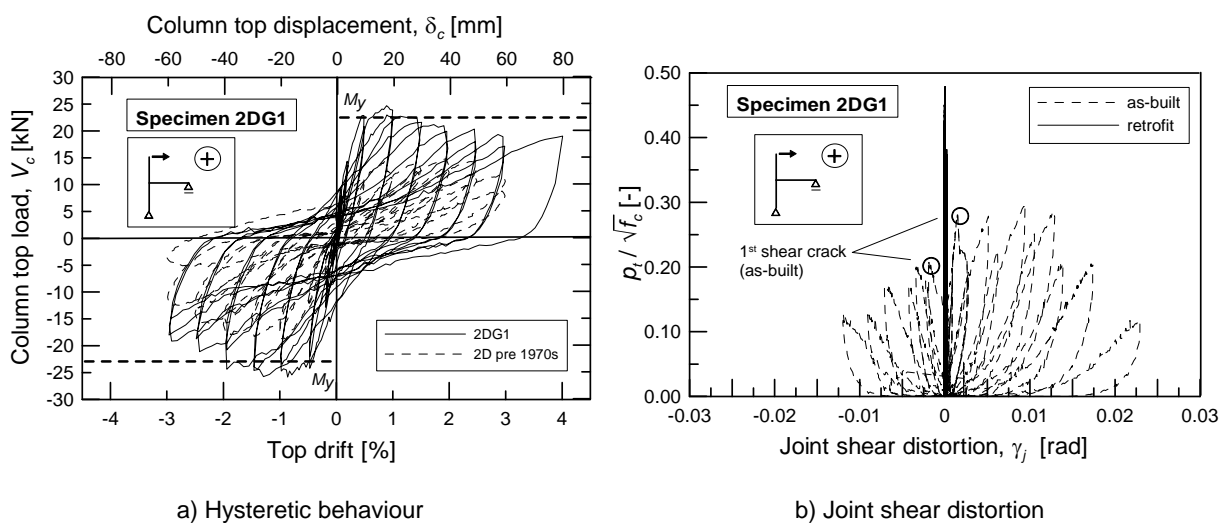 Column top displacement, δc [mm]
-80 -60 -40 -20 0 20 40 60 80
30
25
20
15
10
5
0
-5
-10
-15
-20
-25
-30
Column top load, Vc [kN]
My
Specimen 2DG1
+
2DG1
2D pre 1970s
My
-4 -3 -2 -1 0 1 2 3 4
Top drift [%]
a) Hysteretic behaviour
0.50
0.40
0.30
0.20
0.10
0.00
pt / √fc [-]
Specimen 2DG1
+
as-built
retrofit
1st shear crack
(as-built)
-0.03 -0.02 -0.01 0 0.01 0.02 0.03
Joint shear distortion, γj [rad]
b) Joint shear distortion